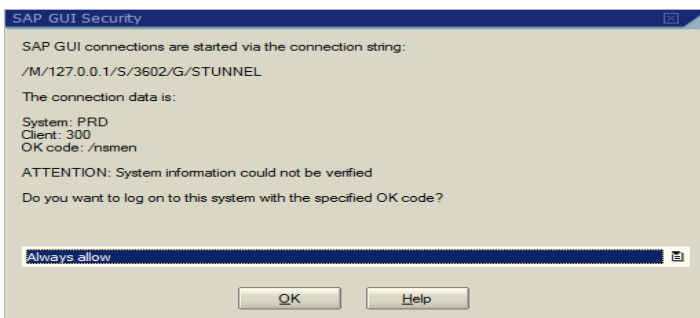 SAP GUI Security
SAP GUI connections are started via the connection string:
/M/127.0.0.1/S/3602/G/STUNNEL
The connection data is:
System: PRD
Client: 300
OK code: /nsmen
ATTENTION: System information could not be verified
Do you want to log on to this system with the specified OK code?
Always allow
OK
Help